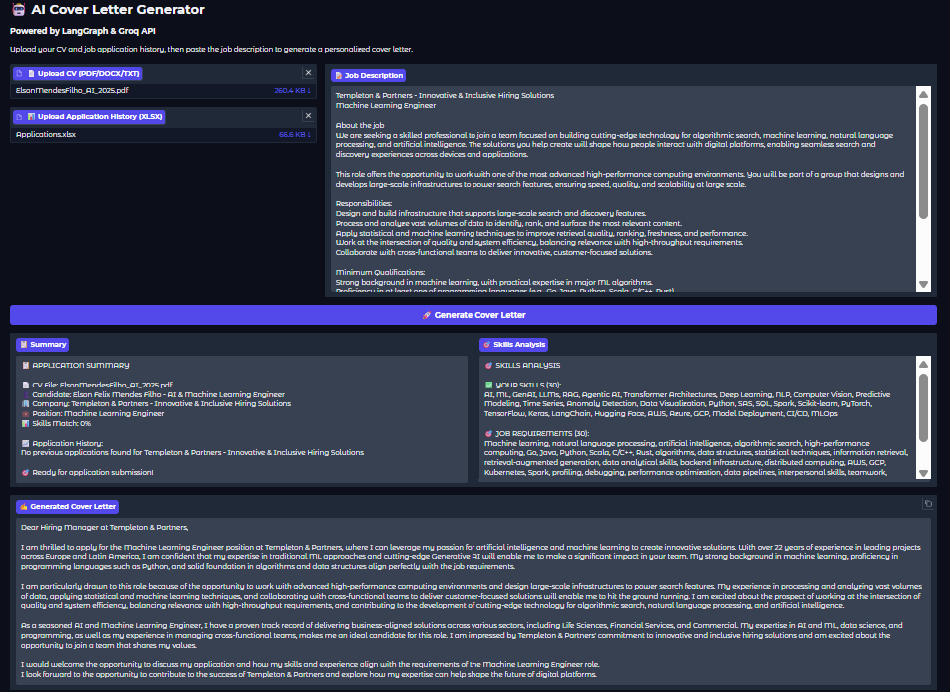 AI Cover Letter Generator
Powered by LangGraph & Groq API
Upload your CV and job application history, then paste the job description to generate a personalized cover letter.
Upload CV (PDF/DOCX/TXT)
ElsonMendesFilho_AI_2025.pdf 260.4 KB ↓
Upload Application History (XLSX)
Applications.xlsx 66.6 KB ↓
Job Description
Templeton & Partners - Innovative & Inclusive Hiring Solutions
Machine Learning Engineer
About the job
We are seeking a skilled professional to join a team focused on building cutting-edge technology for algorithmic search, machine learning, natural language
processing, and artificial intelligence. The solutions you help create will shape how people interact with digital platforms, enabling seamless search and
discovery experiences across devices and applications.
This role offers the opportunity to work with one of the most advanced high-performance computing environments. You will be part of a group that designs and
develops large-scale infrastructures to power search features, ensuring speed, quality, and scalability at large scale.
Responsibilities:
Design and build infrastructure that supports large-scale search and discovery features.
Process and analyze vast volumes of data to identify, rank, and surface the most relevant content.
Apply statistical and machine learning techniques to improve retrieval quality, ranking, freshness, and performance.
Work at the intersection of quality and system efficiency, balancing relevance with high-throughput requirements.
Collaborate with cross-functional teams to deliver innovative, customer-focused solutions.
Minimum Qualifications:
Strong background in machine learning, with practical expertise in major ML algorithms.
Proficiency in at least one of programming languages (e.g., Go, Java, Python, Scala, C/C++, Rust)
Generate Cover Letter
Summary
APPLICATION SUMMARY
CV File: ElsonMendesFilho_AI_2025.pdf
Candidate: Elson Felix Mendes Filho - AI & Machine Learning Engineer
Company: Templeton & Partners - Innovative & Inclusive Hiring Solutions
Position: Machine Learning Engineer
Skills Match: 0%
Application History:
No previous applications found for Templeton & Partners - Innovative & Inclusive Hiring Solutions
Ready for application submission!
Skills Analysis
SKILLS ANALYSIS
YOUR SKILLS (30):
AI, ML, GenAI, LLMs, RAG, Agentic AI, Transformer Architectures, Deep Learning, NLP, Computer Vision, Predictive
Modeling, Time Series, Anomaly Detection, Data Visualization, Python, SAS, SQL, Spark, Scikit-learn, PyTorch,
TensorFlow, Keras, LangChain, Hugging Face, AWS, Azure, GCP, Model Deployment, CI/CD, MLOps
JOB REQUIREMENTS (30):
Machine learning, natural language processing, artificial intelligence, algorithmic search, high-performance
computing, Go, Java, Python, Scala, C/C++, Rust, algorithms, data structures, statistical techniques, information retrieval,
retrieval-augmented generation, data analytical skills, backend infrastructure, distributed computing, AWS, GCP,
Kubernetes, Spark, profiling, debugging, performance optimization, data pipelines, interpersonal skills, teamwork,
Generated Cover Letter
Dear Hiring Manager at Templeton & Partners,
I am thrilled to apply for the Machine Learning Engineer position at Templeton & Partners, where I can leverage my passion for artificial intelligence and machine learning to create innovative solutions. With over 22 years of experience in leading projects
across Europe and Latin America, I am confident that my expertise in traditional ML approaches and cutting-edge Generative AI will enable me to make a significant impact in your team. My strong background in machine learning, proficiency in
programming languages such as Python, and solid foundation in algorithms and data structures align perfectly with the job requirements.
I am particularly drawn to this role because of the opportunity to work with advanced high-performance computing environments and design large-scale infrastructures to power search features. My experience in processing and analyzing vast volumes
of data, applying statistical and machine learning techniques, and collaborating with cross-functional teams to deliver customer-focused solutions will enable me to hit the ground running. I am excited about the prospect of working at the intersection of
quality and system efficiency, balancing relevance with high-throughput requirements, and contributing to the development of cutting-edge technology for algorithmic search, natural language processing, and artificial intelligence.
As a seasoned AI and Machine Learning Engineer, I have a proven track record of delivering business-aligned solutions across various sectors, including Life Sciences, Financial Services, and Commercial. My expertise in AI and ML, data science, and
programming, as well as my experience in managing cross-functional teams, makes me an ideal candidate for this role. I am impressed by Templeton & Partners' commitment to innovative and inclusive hiring solutions and am excited about the
opportunity to join a team that shares my values.
I would welcome the opportunity to discuss my application and how my skills and experience align with the requirements of the Machine Learning Engineer role.
I look forward to the opportunity to contribute to the success of Templeton & Partners and explore how my expertise can help shape the future of digital platforms.